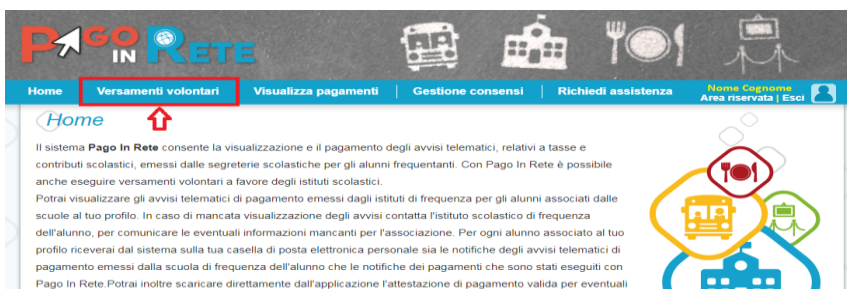 PAGO IN RETE
Home Versamenti volontari Visualizza pagamenti Gestione consensi Richiedi assistenza Nome Cognome
Area riservata | Esci
Home
Il sistema Pago In Rete consente la visualizzazione e il pagamento degli avvisi telematici, relativi a tasse e
contributi scolastici, emessi dalle segreterie scolastiche per gli alunni frequentanti. Con Pago In Rete è possibile
anche eseguire versamenti volontari a favore degli istituti scolastici.
Potrai visualizzare gli avvisi telematici di pagamento emessi dagli istituti di frequenza per gli alunni associati dalle
scuole al tuo profilo. In caso di mancata visualizzazione degli avvisi contatta l'istituto scolastico di frequenza
dell'alunno, per comunicare le eventuali informazioni mancanti per l'associazione. Per ogni alunno associato al tuo
profilo riceverai dal sistema sulla tua casella di posta elettronica personale sia le notifiche degli avvisi telematici di
pagamento emessi dalla scuola di frequenza dell'alunno che le notifiche dei pagamenti che sono stati eseguiti con
Pago In Rete.Potrai inoltre scaricare direttamente dall'applicazione l'attestazione di pagamento valida per eventuali